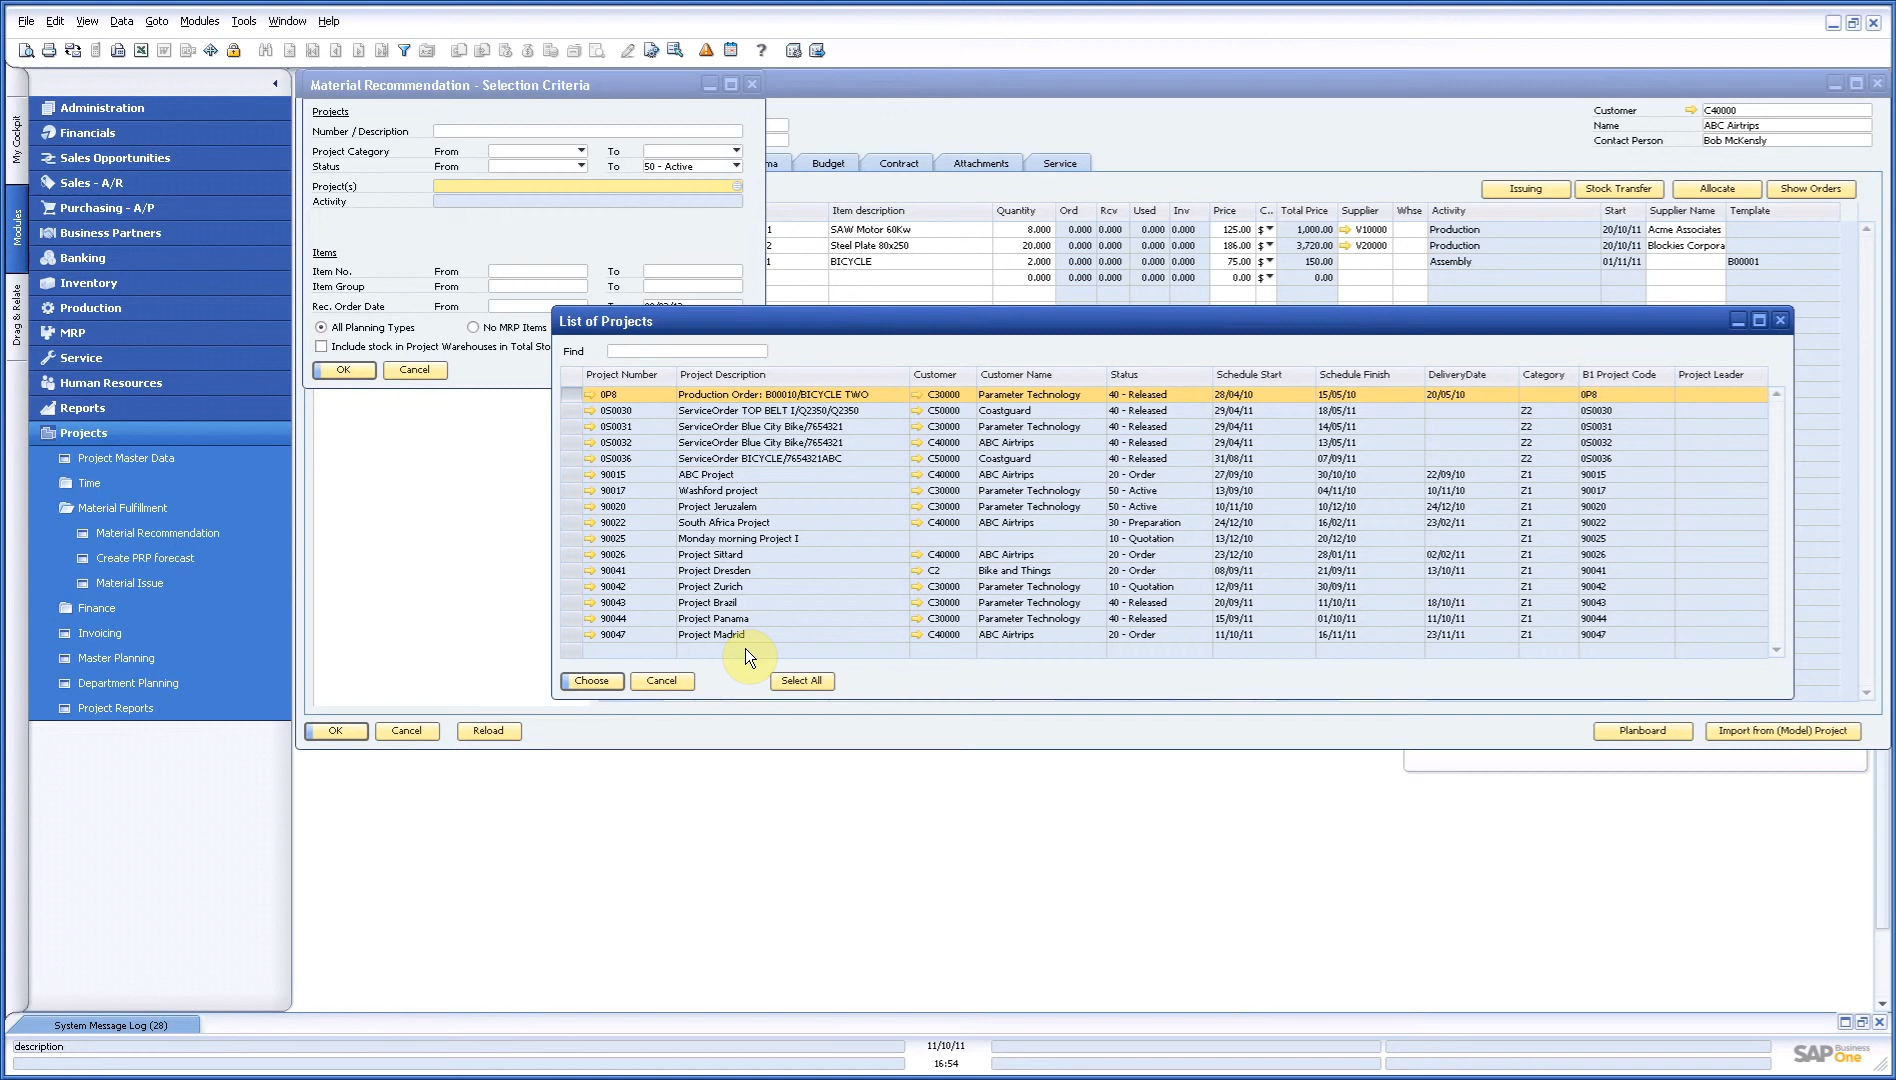 File Edit View Data Goto Modules Tools Window Help
My Cockpit
Modules
Drag & Relate
Administration
Financials
Sales Opportunities
Sales - A/R
Purchasing - A/P
Business Partners
Banking
Inventory
Production
MRP
Service
Human Resources
Reports
Projects
Project Master Data
Time
Material Fulfillment
Material Recommendation
Create PRP forecast
Material Issue
Finance
Invoicing
Master Planning
Department Planning
Project Reports
Material Recommendation - Selection Criteria
Projects
Number / Description
Project Category From To
Status From To 50 - Active
Project(s)
Activity
Items
Item No. From To
Item Group From To
Rec. Order Date From
All Planning Types No MRP Items
Include stock in Project Warehouses in Total Sto
OK Cancel
Customer C40000
Name ABC Airtrips
Contact Person Bob McKensly
ma Budget Contract Attachments Service
Issuing Stock Transfer Allocate Show Orders
Item description Quantity Ord Rcv Used Inv Price C.. Total Price Supplier Whse Activity Start Supplier Name Template
1 SAW Motor 60Kw 8.000 0.000 0.000 0.000 0.000 125.00 $ 1,000.00 V10000 Production 20/10/11 Acme Associates
2 Steel Plate 80x250 20.000 0.000 0.000 0.000 0.000 186.00 $ 3,720.00 V20000 Production 20/10/11 Blockies Corpora
1 BICYCLE 2.000 0.000 0.000 0.000 0.000 75.00 $ 150.00 Assembly 01/11/11 B00001
0.000 0.000 0.000 0.000 0.000 0.00 $ 0.00
List of Projects
Find
Project Number Project Description Customer Customer Name Status Schedule Start Schedule Finish DeliveryDate Category B1 Project Code Project Leader
0P8 Production Order: B00010/BICYCLE TWO C30000 Parameter Technology 40 - Released 28/04/10 15/05/10 20/05/10 0P8
0S0030 ServiceOrder TOP BELT I/Q2350/Q2350 C50000 Coastguard 40 - Released 29/04/11 18/05/11 Z2 0S0030
0S0031 ServiceOrder Blue City Bike/7654321 C30000 Parameter Technology 40 - Released 29/04/11 14/05/11 Z2 0S0031
0S0032 ServiceOrder Blue City Bike/7654321 C40000 ABC Airtrips 40 - Released 29/04/11 13/05/11 Z2 0S0032
0S0036 ServiceOrder BICYCLE/7654321ABC C50000 Coastguard 40 - Released 31/08/11 07/09/11 Z2 0S0036
90015 ABC Project C40000 ABC Airtrips 20 - Order 27/09/10 30/10/10 22/09/10 Z1 90015
90017 Washford project C30000 Parameter Technology 50 - Active 13/09/10 04/11/10 10/11/10 Z1 90017
90020 Project Jeruzalem C30000 Parameter Technology 50 - Active 10/11/10 10/12/10 24/12/10 Z1 90020
90022 South Africa Project C40000 ABC Airtrips 30 - Preparation 24/12/10 16/02/11 23/02/11 Z1 90022
90025 Monday morning Project I 10 - Quotation 13/12/10 20/12/10 Z1 90025
90026 Project Sittard C40000 ABC Airtrips 20 - Order 23/12/10 28/01/11 02/02/11 Z1 90026
90041 Project Dresden C2 Bike and Things 20 - Order 08/09/11 21/09/11 13/10/11 Z1 90041
90042 Project Zurich C30000 Parameter Technology 10 - Quotation 12/09/11 30/09/11 Z1 90042
90043 Project Brazil C30000 Parameter Technology 40 - Released 20/09/11 11/10/11 18/10/11 Z1 90043
90044 Project Panama C30000 Parameter Technology 40 - Released 15/09/11 01/10/11 11/10/11 Z1 90044
90047 Project Madrid C40000 ABC Airtrips 20 - Order 11/10/11 16/11/11 23/11/11 Z1 90047
Choose Cancel Select All
OK Cancel Reload Planboard Import from (Model) Project
System Message Log (28)
description 11/10/11
16:54
SAP Business One